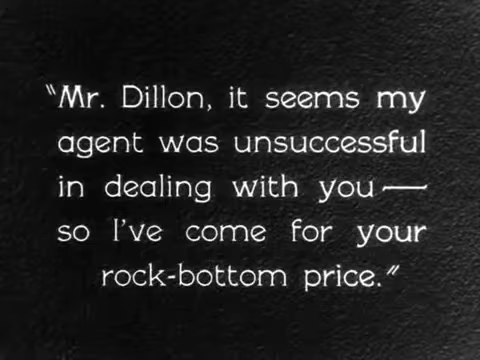 "Mr. Dillon, it seems my
agent was unsuccessful
in dealing with you —
so I've come for your
rock-bottom price."